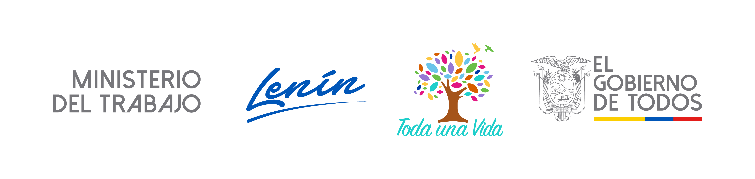 MINISTERIO
DEL TRABAJO
Lenín
Toda una Vida
EL
GOBIERNO
DE TODOS